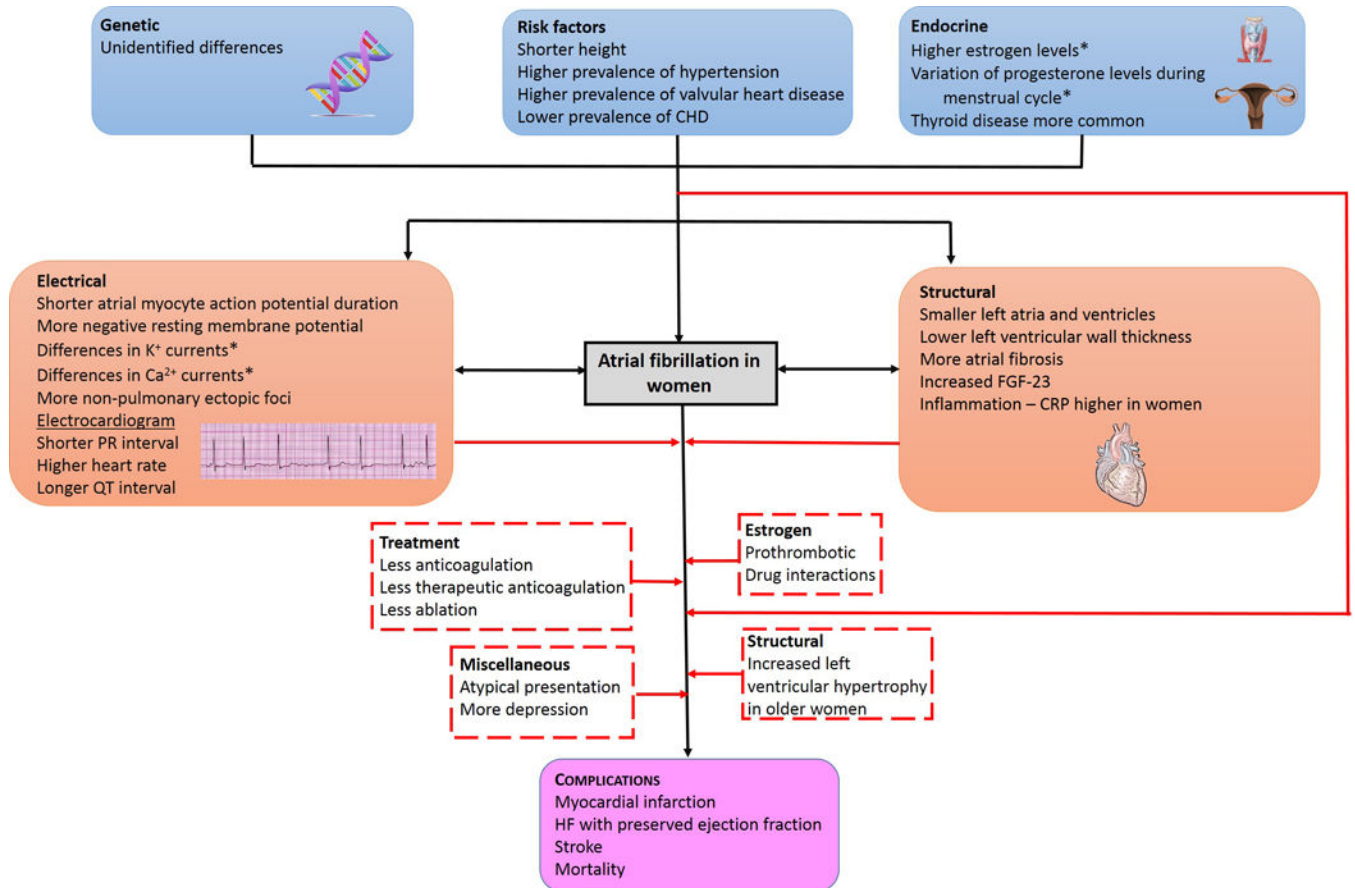 Genetic
Unidentified differences
Risk factors
Shorter height
Higher prevalence of hypertension
Higher prevalence of valvular heart disease
Lower prevalence of CHD
Endocrine
Higher estrogen levels*
Variation of progesterone levels during
menstrual cycle*
Thyroid disease more common
Electrical
Shorter atrial myocyte action potential duration
More negative resting membrane potential
Differences in K⁺ currents*
Differences in Ca²⁺ currents*
More non-pulmonary ectopic foci
Electrocardiogram
Shorter PR interval
Higher heart rate
Longer QT interval
Atrial fibrillation in
women
Structural
Smaller left atria and ventricles
Lower left ventricular wall thickness
More atrial fibrosis
Increased FGF-23
Inflammation – CRP higher in women
Treatment
Less anticoagulation
Less therapeutic anticoagulation
Less ablation
Estrogen
Prothrombotic
Drug interactions
Miscellaneous
Atypical presentation
More depression
Structural
Increased left
ventricular hypertrophy
in older women
COMPLICATIONS
Myocardial infarction
HF with preserved ejection fraction
Stroke
Mortality